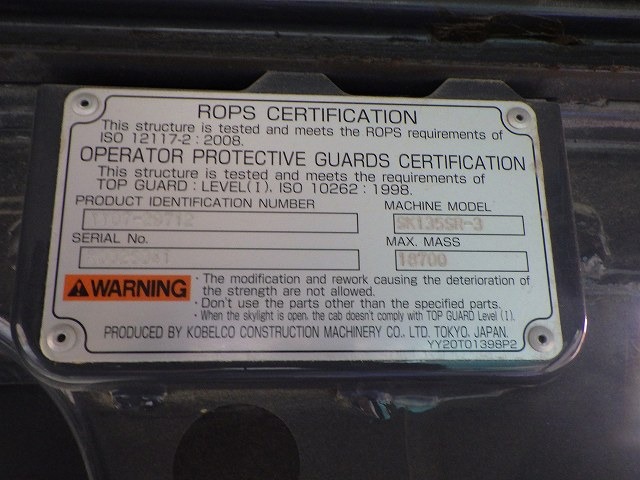 ROPS CERTIFICATION
This structure is tested and meets the ROPS requirements of
ISO 12117-2 : 2008.
OPERATOR PROTECTIVE GUARDS CERTIFICATION
This structure is tested and meets the requirements of
TOP GUARD : LEVEL(I). ISO 10262 : 1998.
PRODUCT IDENTIFICATION NUMBER MACHINE MODEL
YY07-29712 SK135SR-3
SERIAL No. MAX. MASS
18700
WARNING
· The modification and rework causing the deterioration of
the strength are not allowed.
· Don't use the parts other than the specified parts.
· When the skylight is open, the cab doesn't comply with TOP GUARD Level (I).
PRODUCED BY KOBELCO CONSTRUCTION MACHINERY CO., LTD. TOKYO, JAPAN.
YY20T01398P2